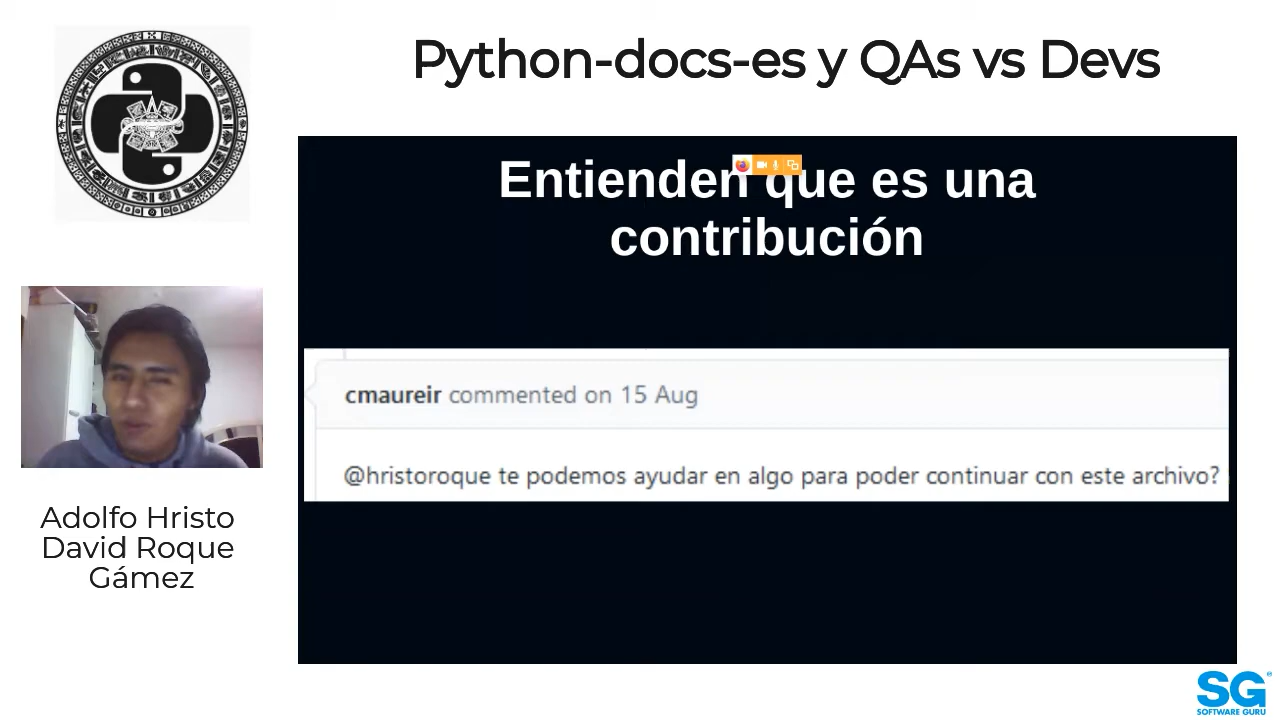 Python-docs-es y QAs vs Devs
Entienden que es una
contribución
cmaureir commented on 15 Aug
@hristoroque te podemos ayudar en algo para poder continuar con este archivo?
Adolfo Hristo
David Roque
Gámez
SG
SOFTWARE GURU